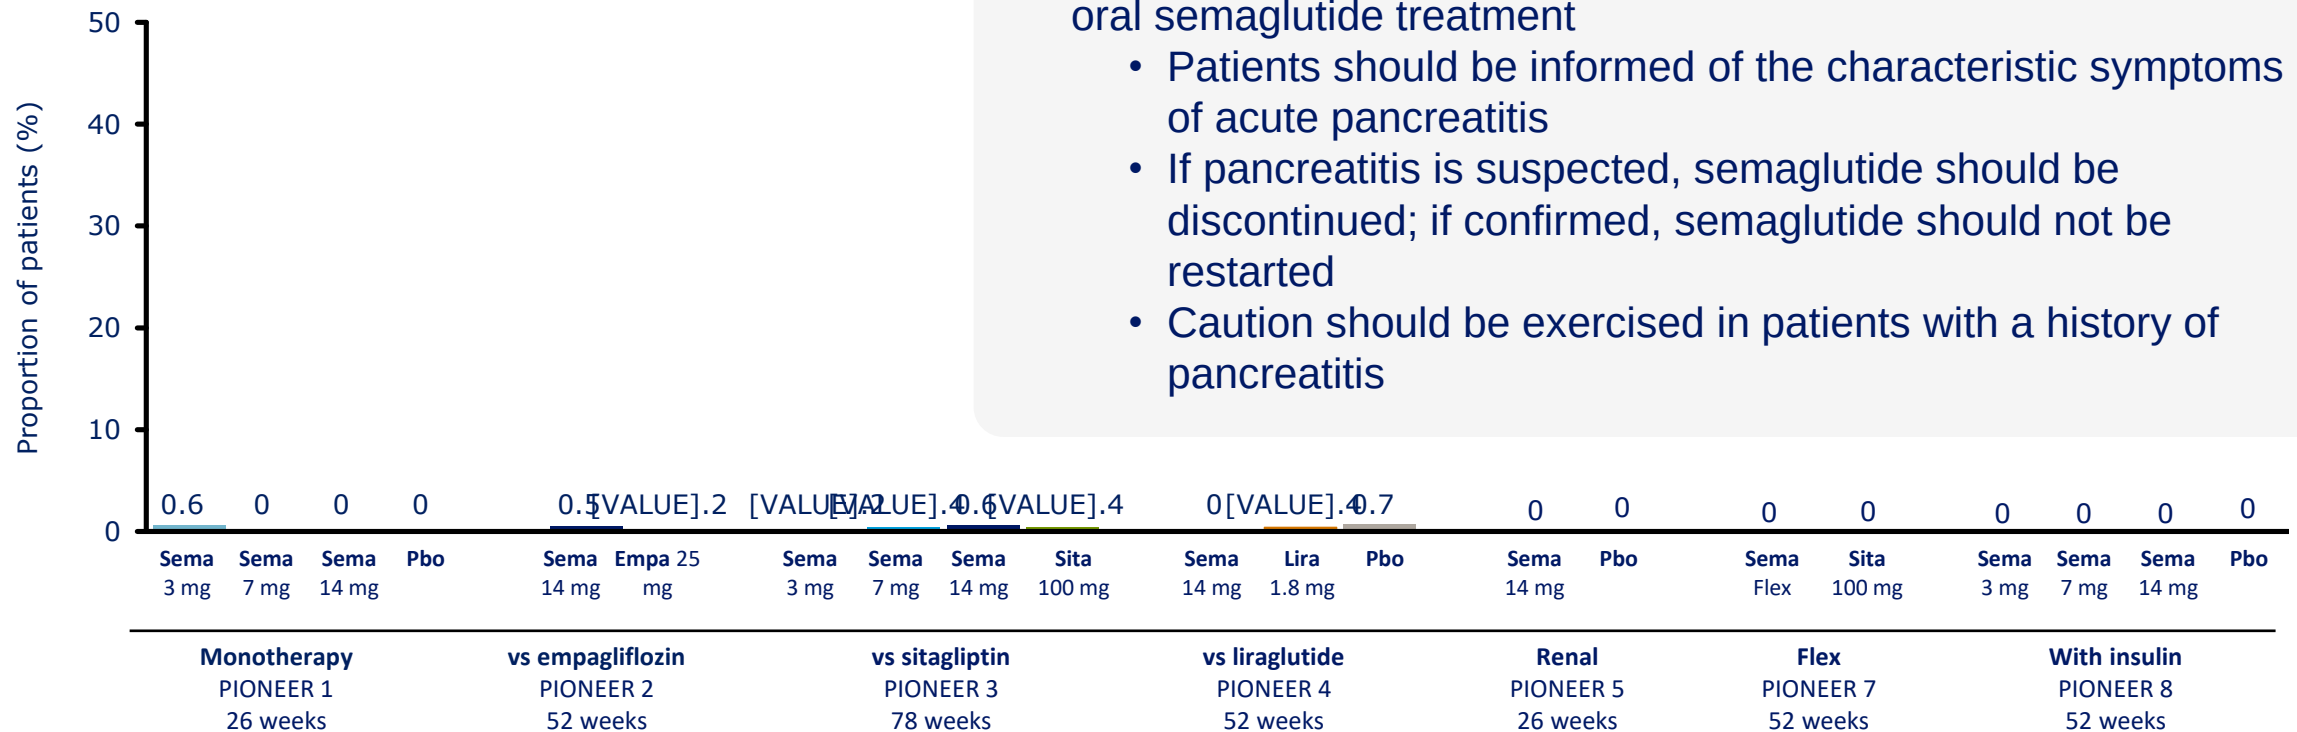 oral semaglutide treatment
• Patients should be informed of the characteristic symptoms
of acute pancreatitis
• If pancreatitis is suspected, semaglutide should be
discontinued; if confirmed, semaglutide should not be
restarted
• Caution should be exercised in patients with a history of
pancreatitis
Proportion of patients (%)
50
40
30
20
10
0
0.6 0 0 0 0.5 [VALUE].2 [VALUE].2 [VALUE].4 0.6 [VALUE].4 0 [VALUE].4 0.7 0 0 0 0 0 0 0 0
Sema Sema Sema Pbo Sema Empa 25 Sema Sema Sema Sita Sema Lira Pbo Sema Pbo Sema Sita Sema Sema Sema Pbo
3 mg 7 mg 14 mg 14 mg mg 3 mg 7 mg 14 mg 100 mg 14 mg 1.8 mg 14 mg Flex 100 mg 3 mg 7 mg 14 mg
Monotherapy vs empagliflozin vs sitagliptin vs liraglutide Renal Flex With insulin
PIONEER 1 PIONEER 2 PIONEER 3 PIONEER 4 PIONEER 5 PIONEER 7 PIONEER 8
26 weeks 52 weeks 78 weeks 52 weeks 26 weeks 52 weeks 52 weeks